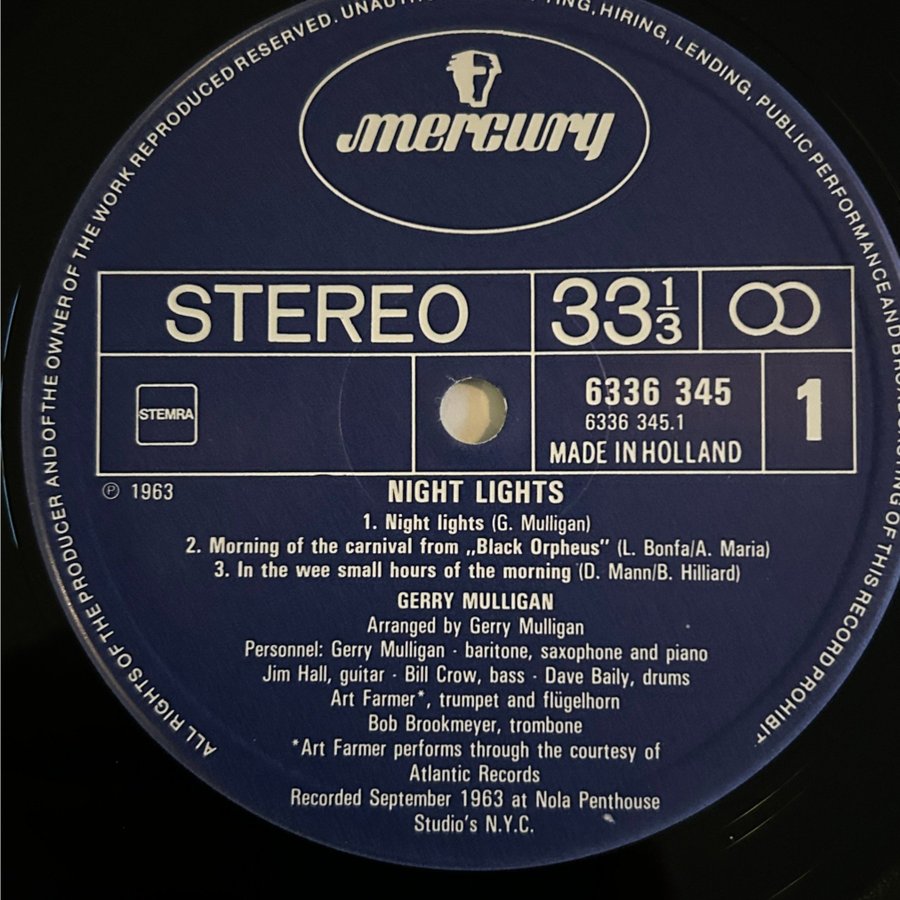 ALL RIGHTS OF THE PRODUCER AND OF THE OWNER OF THE WORK REPRODUCED RESERVED. HIRING, LENDING, PUBLIC PERFORMANCE AND OF THIS RECORD PROHIBIT
mercury
STEREO
33 1/3
STEMRA
6336 345
6336 345.1
MADE IN HOLLAND
1
℗ 1963
NIGHT LIGHTS
1. Night lights (G. Mulligan)
2. Morning of the carnival from „Black Orpheus" (L. Bonfa/A. Maria)
3. In the wee small hours of the morning (D. Mann/B. Hilliard)
GERRY MULLIGAN
Arranged by Gerry Mulligan
Personnel: Gerry Mulligan · baritone, saxophone and piano
Jim Hall, guitar · Bill Crow, bass · Dave Baily, drums
Art Farmer*, trumpet and flügelhorn
Bob Brookmeyer, trombone
*Art Farmer performs through the courtesy of
Atlantic Records
Recorded September 1963 at Nola Penthouse
Studio's N.Y.C.